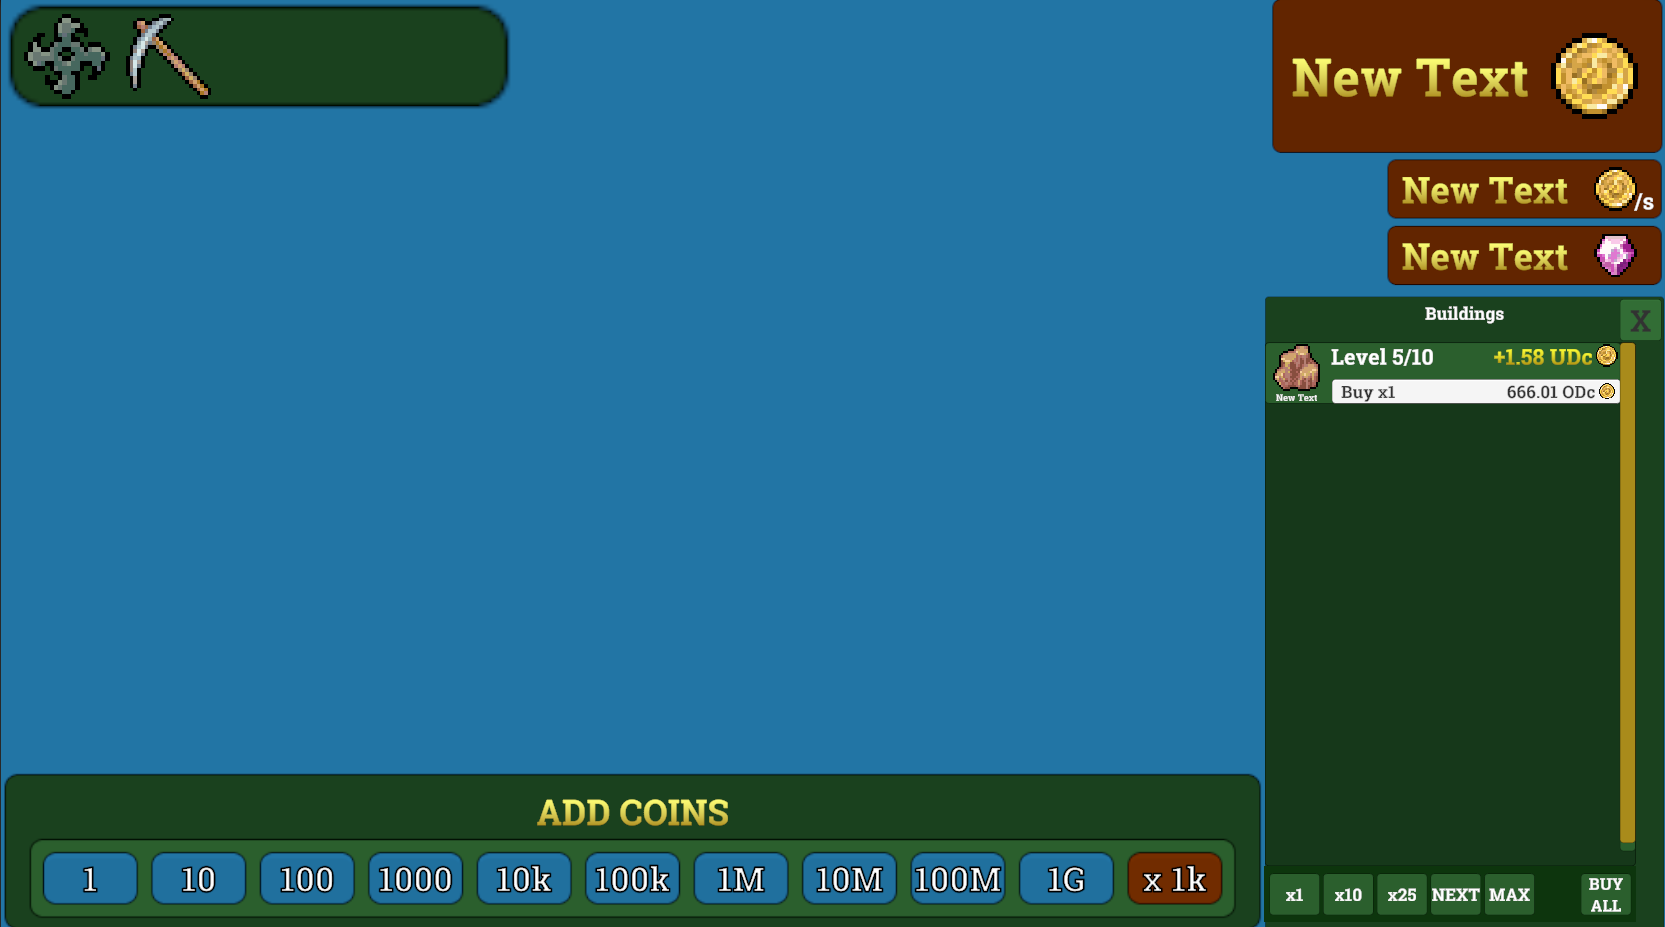 New Text
New Text /s
New Text
Buildings
X
Level 5/10 +1.58 UDc
New Text
Buy x1 666.01 ODc
ADD COINS
1 10 100 1000 10k 100k 1M 10M 100M 1G x 1k
x1 x10 x25 NEXT MAX BUY
ALL